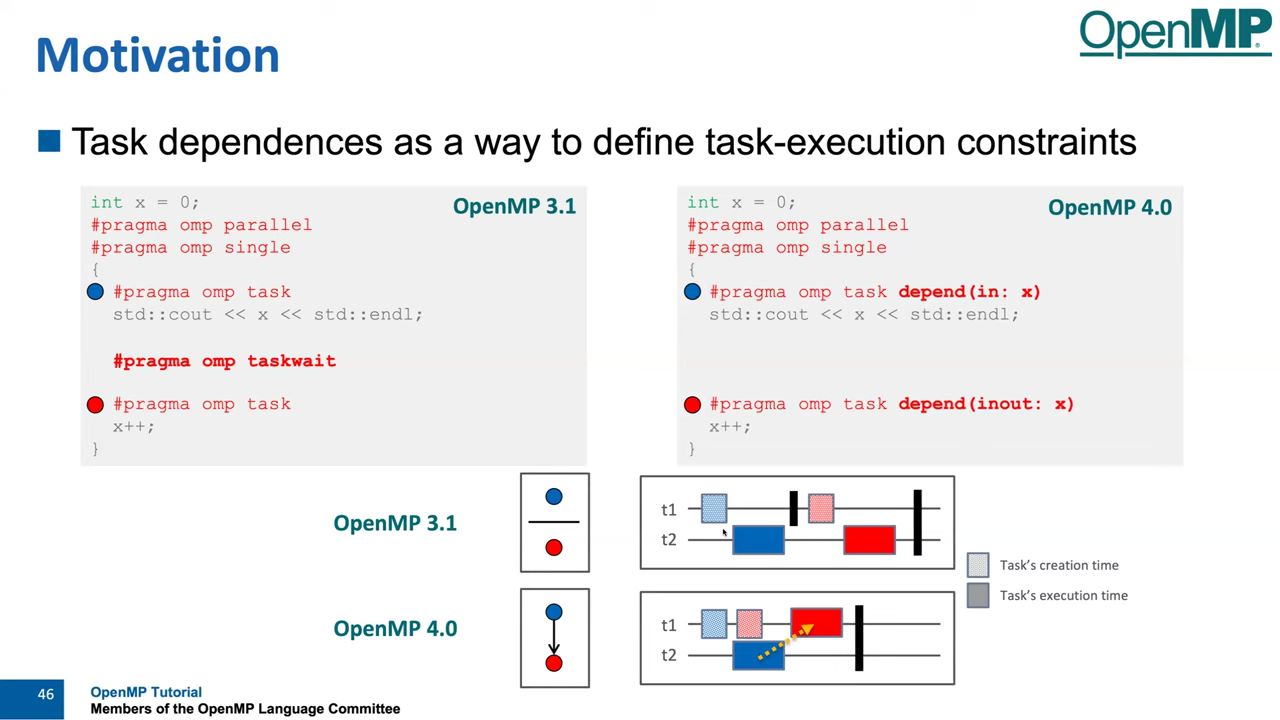 Motivation
OpenMP
Task dependences as a way to define task-execution constraints
int x = 0;
OpenMP 3.1
#pragma omp parallel
#pragma omp single
{
#pragma omp task
std::cout << x << std::endl;
#pragma omp taskwait
#pragma omp task
x++;
}
int x = 0;
OpenMP 4.0
#pragma omp parallel
#pragma omp single
{
#pragma omp task depend(in: x)
std::cout << x << std::endl;
#pragma omp task depend(inout: x)
x++;
}
OpenMP 3.1
t1
t2
Task's creation time
Task's execution time
OpenMP 4.0
t1
t2
46
OpenMP Tutorial
Members of the OpenMP Language Committee